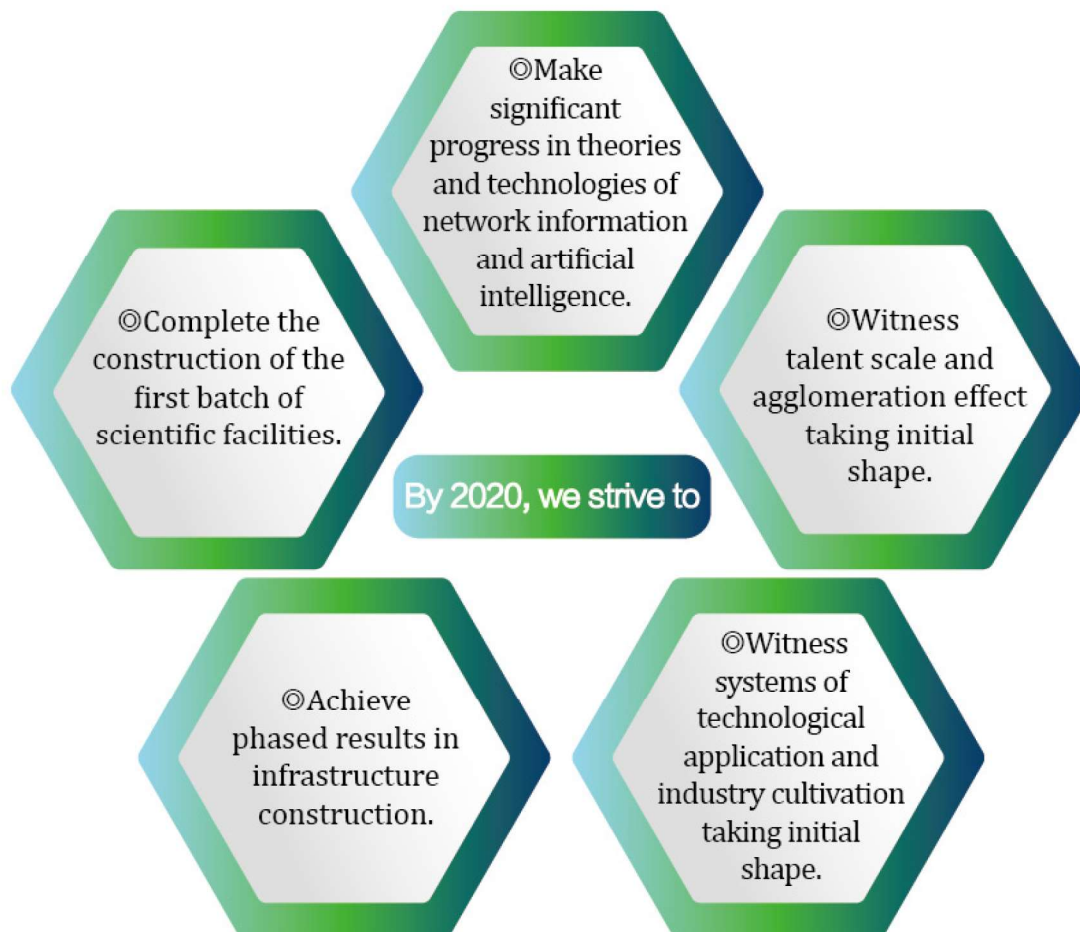 ◎Make
significant
progress in theories
and technologies of
network information
and artificial
intelligence.
◎Complete the
construction of the
first batch of
scientific facilities.
◎Witness
talent scale and
agglomeration effect
taking initial
shape.
By 2020, we strive to
◎Achieve
phased results in
infrastructure
construction.
◎Witness
systems of
technological
application and
industry cultivation
taking initial
shape.